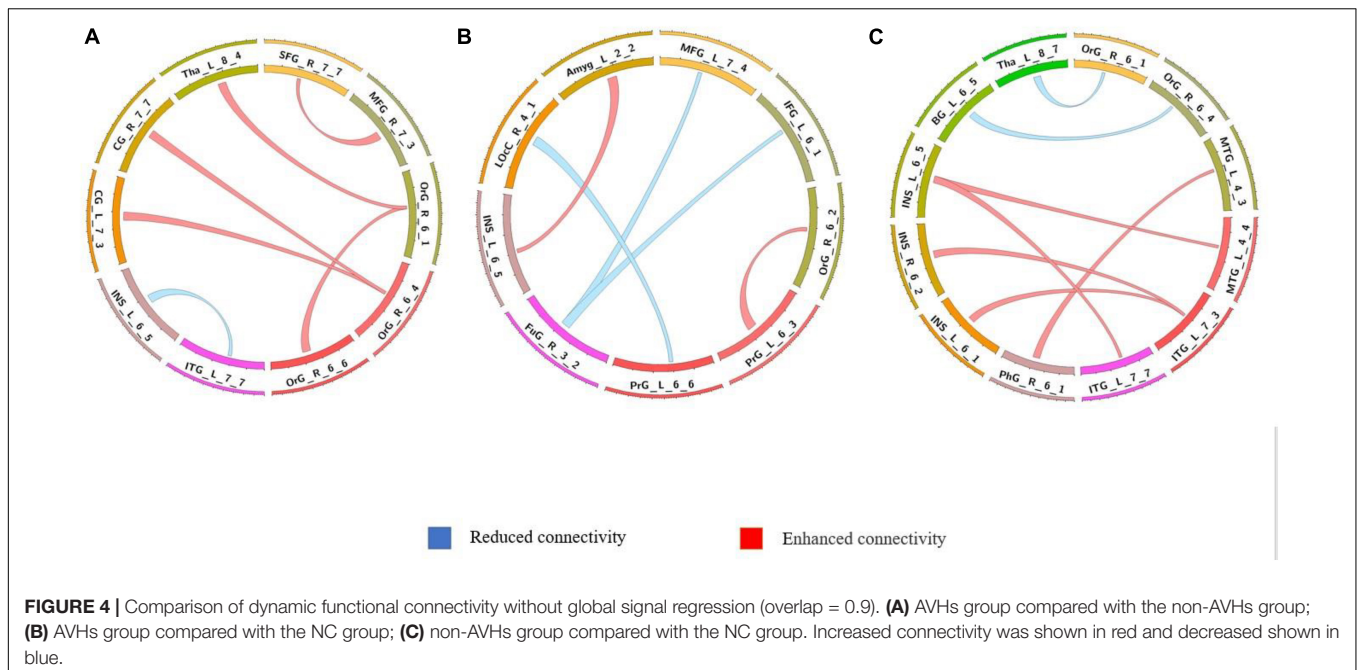 A
SFG_R_7_7
MFG_R_7_3
OrG_R_6_1
OrG_R_6_4
OrG_R_6_6
ITG_L_7_7
INS_L_6_5
CG_L_7_3
CG_R_7_7
Tha_L_8_4
B
MFG_L_7_4
IFG_L_6_1
OrG_R_6_2
PrG_L_6_3
PrG_L_6_6
FuG_R_3_2
INS_L_6_5
LOcC_R_4_1
Amyg_L_2_2
C
OrG_R_6_1
OrG_R_6_4
MTG_L_4_3
MTG_L_4_4
ITG_L_7_3
ITG_L_7_7
PhG_R_6_1
INS_L_6_1
INS_R_6_2
INS_L_6_5
BG_L_6_5
Tha_L_8_7
Reduced connectivity
Enhanced connectivity
FIGURE 4 | Comparison of dynamic functional connectivity without global signal regression (overlap = 0.9). (A) AVHs group compared with the non-AVHs group;
(B) AVHs group compared with the NC group; (C) non-AVHs group compared with the NC group. Increased connectivity was shown in red and decreased shown in
blue.